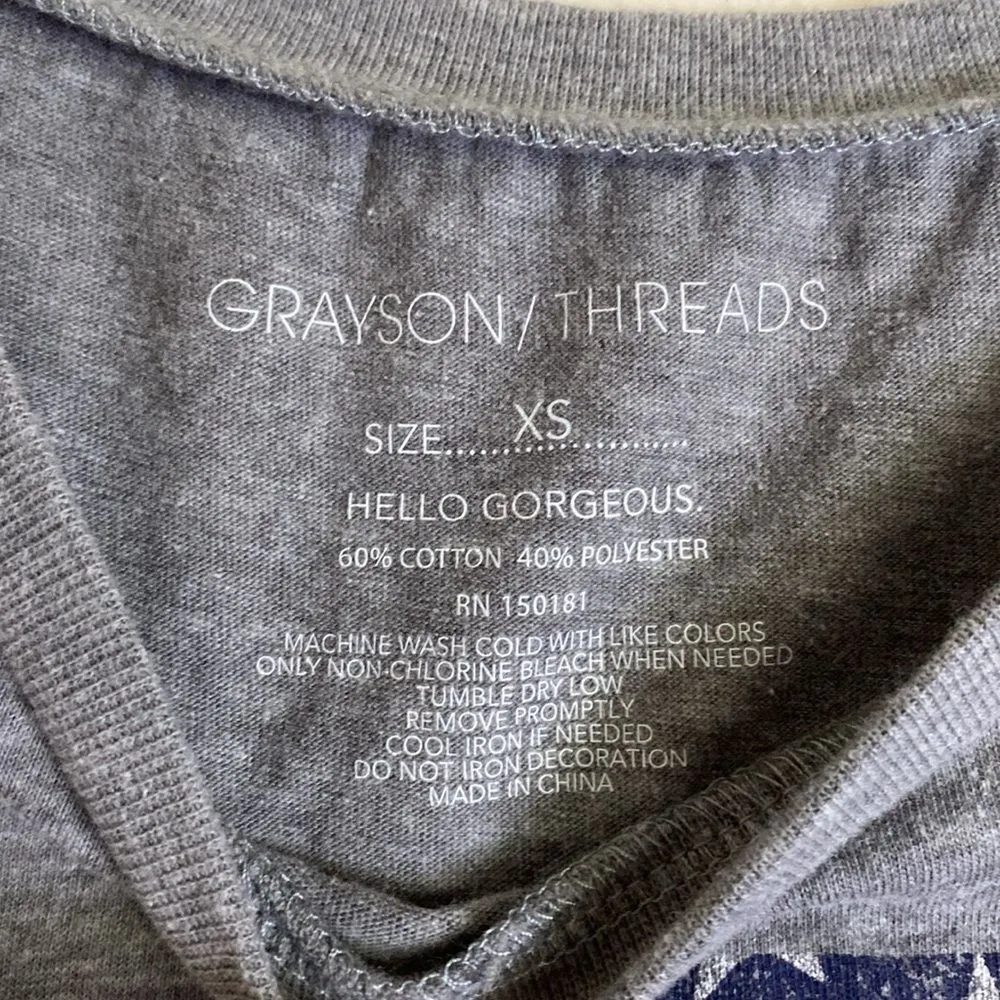 GRAYSON/THREADS
SIZE......XS............
HELLO GORGEOUS.
60% COTTON 40% POLYESTER
RN 150181
MACHINE WASH COLD WITH LIKE COLORS
ONLY NON-CHLORINE BLEACH WHEN NEEDED
TUMBLE DRY LOW
REMOVE PROMPTLY
COOL IRON IF NEEDED
DO NOT IRON DECORATION
MADE IN CHINA